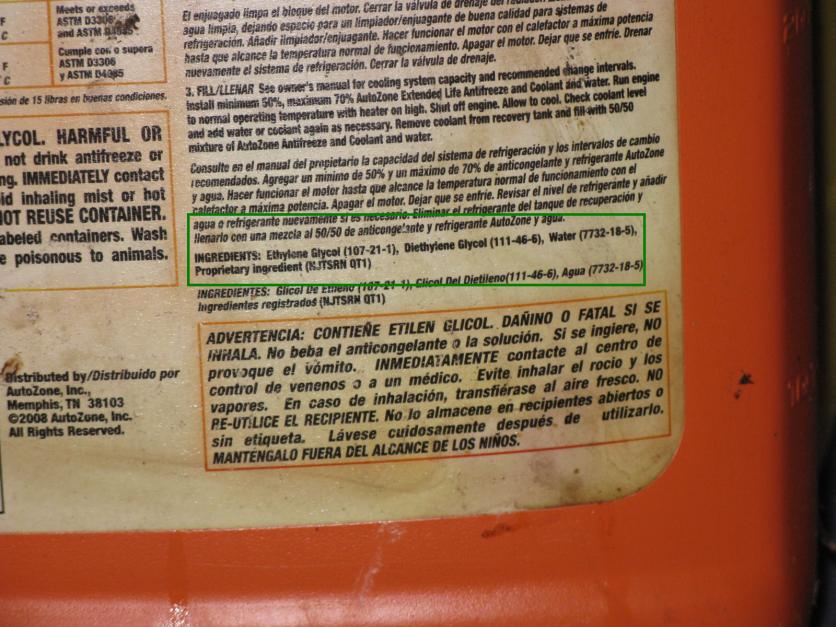 F
C
Meets or exceeds
ASTM D3306
and ASTM D4985
Cumple con o supera
F
ASTM D3306
C
y ASTM D4985
sión de 15 libras en buenas condiciones.
LYCOL. HARMFUL OR
not drink antifreeze or
ng. IMMEDIATELY contact
id inhaling mist or hot
NOT REUSE CONTAINER.
abeled containers. Wash
e poisonous to animals.
Distributed by/Distribuido por
AutoZone, Inc.,
Memphis, TN 38103
©2008 AutoZone, Inc.
All Rights Reserved.
El enjuagado limpa el bloque del motor. Cerrar la válvula de drenaje del
agua limpia, dejando espacio para un limpiador/enjuagante de buena calidad para sistemas de
refrigeración. Añadir limpiador/enjuagante. Hacer funcionar el motor con el calefactor a máxima potencia
hasta que alcance la temperatura normal de funcionamiento. Apagar el motor. Dejar que se enfríe. Drenar
nuevamente el sistema de refrigeración. Cerrar la válvula de drenaje.
3. FILL/LLENAR See owner's manual for cooling system capacity and recommended change intervals.
Install minimum 50%, maximum 70% AutoZone Extended Life Antifreeze and Coolant and water. Run engine
to normal operating temperature with heater on high. Shut off engine. Allow to cool. Check coolant level
and add water or coolant again as necessary. Remove coolant from recovery tank and fill with 50/50
mixture of AutoZone Antifreeze and Coolant and water.
Consulte en el manual del propietario la capacidad del sistema de refrigeración y los intervalos de cambio
recomendados. Agregar un mínimo de 50% y un máximo de 70% de anticongelante y refrigerante AutoZone
y agua. Hacer funcionar el motor hasta que alcance la temperatura normal de funcionamiento con el
calefactor a máxima potencia. Apagar el motor. Dejar que se enfríe. Revisar el nivel de refrigerante y añadir
agua o refrigerante nuevamente si es necesario. Eliminar el refrigerante del tanque de recuperación y
llenarlo con una mezcla al 50/50 de anticongelante y refrigerante AutoZone y agua.
INGREDIENTS: Ethylene Glycol (107-21-1), Diethylene Glycol (111-46-6), Water (7732-18-5),
Proprietary ingredient (NJTSRN QT1)
INGREDIENTES: Glicol De Etileno (107-21-1), Glicol Del Dietileno(111-46-6), Agua (7732-18-5)
Ingredientes registrados (NJTSRN QT1)
ADVERTENCIA: CONTIEÑE ETILEN GLICOL. DAÑINO O FATAL SI SE
INHALA. No beba el anticongelante o la solución. Si se ingiere, NO
provoque el vómito. INMEDIATAMENTE contacte al centro de
control de venenos o a un médico. Evite inhalar el rocío y los
vapores. En caso de inhalación, transfiérase al aire fresco. NO
RE-UTILICE EL RECIPIENTE. No lo almacene en recipientes abiertos o
sin etiqueta. Lávese cuidosamente después de utilizarlo.
MANTÉNGALO FUERA DEL ALCANCE DE LOS NIÑOS.